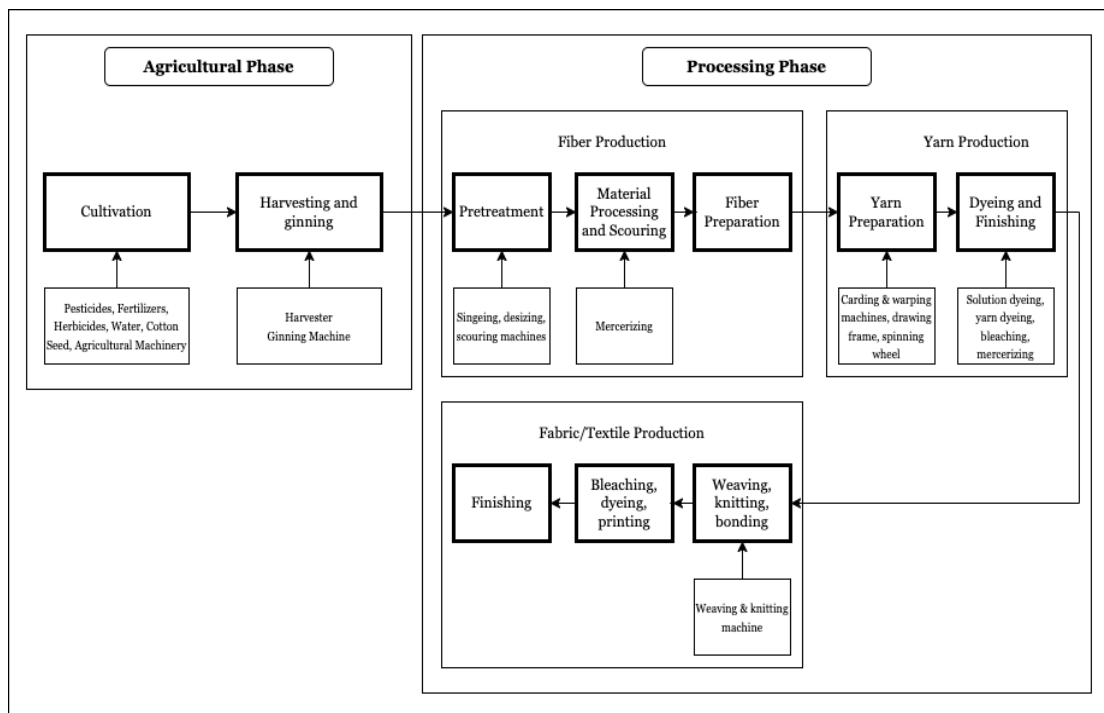 Agricultural Phase
Processing Phase
Fiber Production
Yarn Production
Cultivation
Harvesting and
ginning
Pretreatment
Material
Processing
and Scouring
Fiber
Preparation
Yarn
Preparation
Dyeing and
Finishing
Pesticides, Fertilizers,
Herbicides, Water, Cotton
Seed, Agricultural Machinery
Harvester
Ginning Machine
Singeing, desizing,
scouring machines
Mercerizing
Carding & warping
machines, drawing
frame, spinning
wheel
Solution dyeing,
yarn dyeing,
bleaching,
mercerizing
Fabric/Textile Production
Finishing
Bleaching,
dyeing,
printing
Weaving,
knitting,
bonding
Weaving & knitting
machine